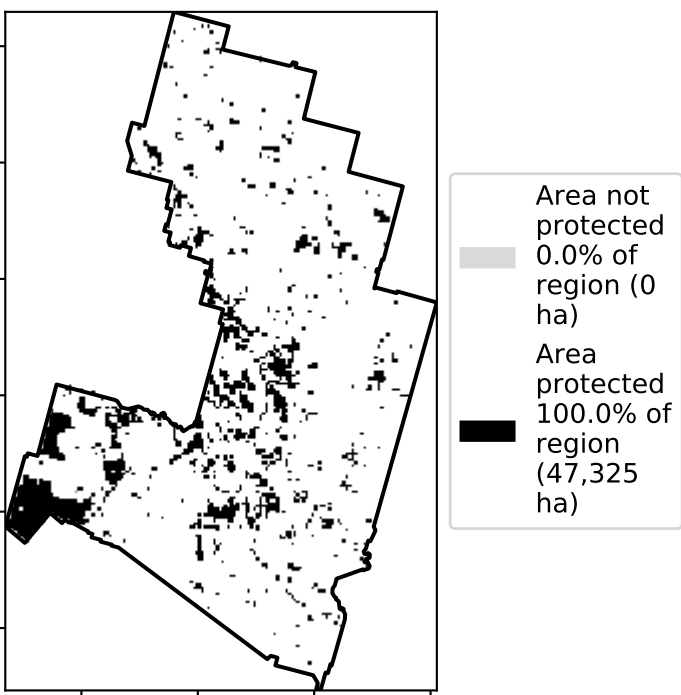 Area not
protected
0.0% of
region (0
ha)
Area
protected
100.0% of
region
(47,325
ha)